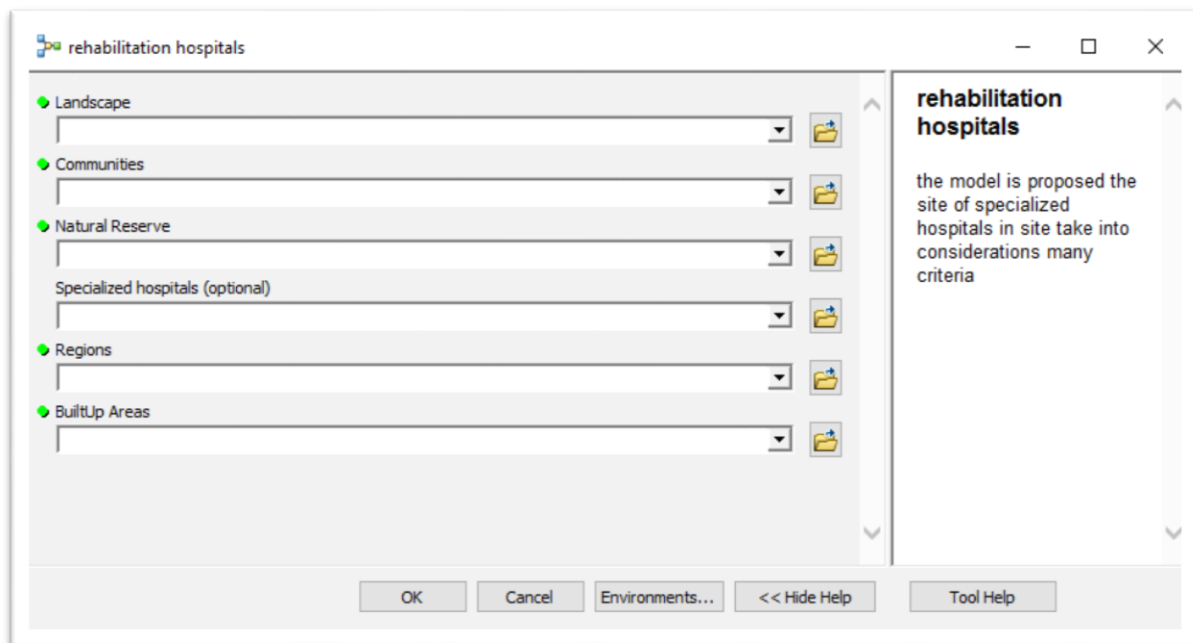 rehabilitation hospitals
Landscape
Communities
Natural Reserve
Specialized hospitals (optional)
Regions
BuiltUp Areas
rehabilitation
hospitals
the model is proposed the
site of specialized
hospitals in site take into
considerations many
criteria
OK Cancel Environments... << Hide Help Tool Help